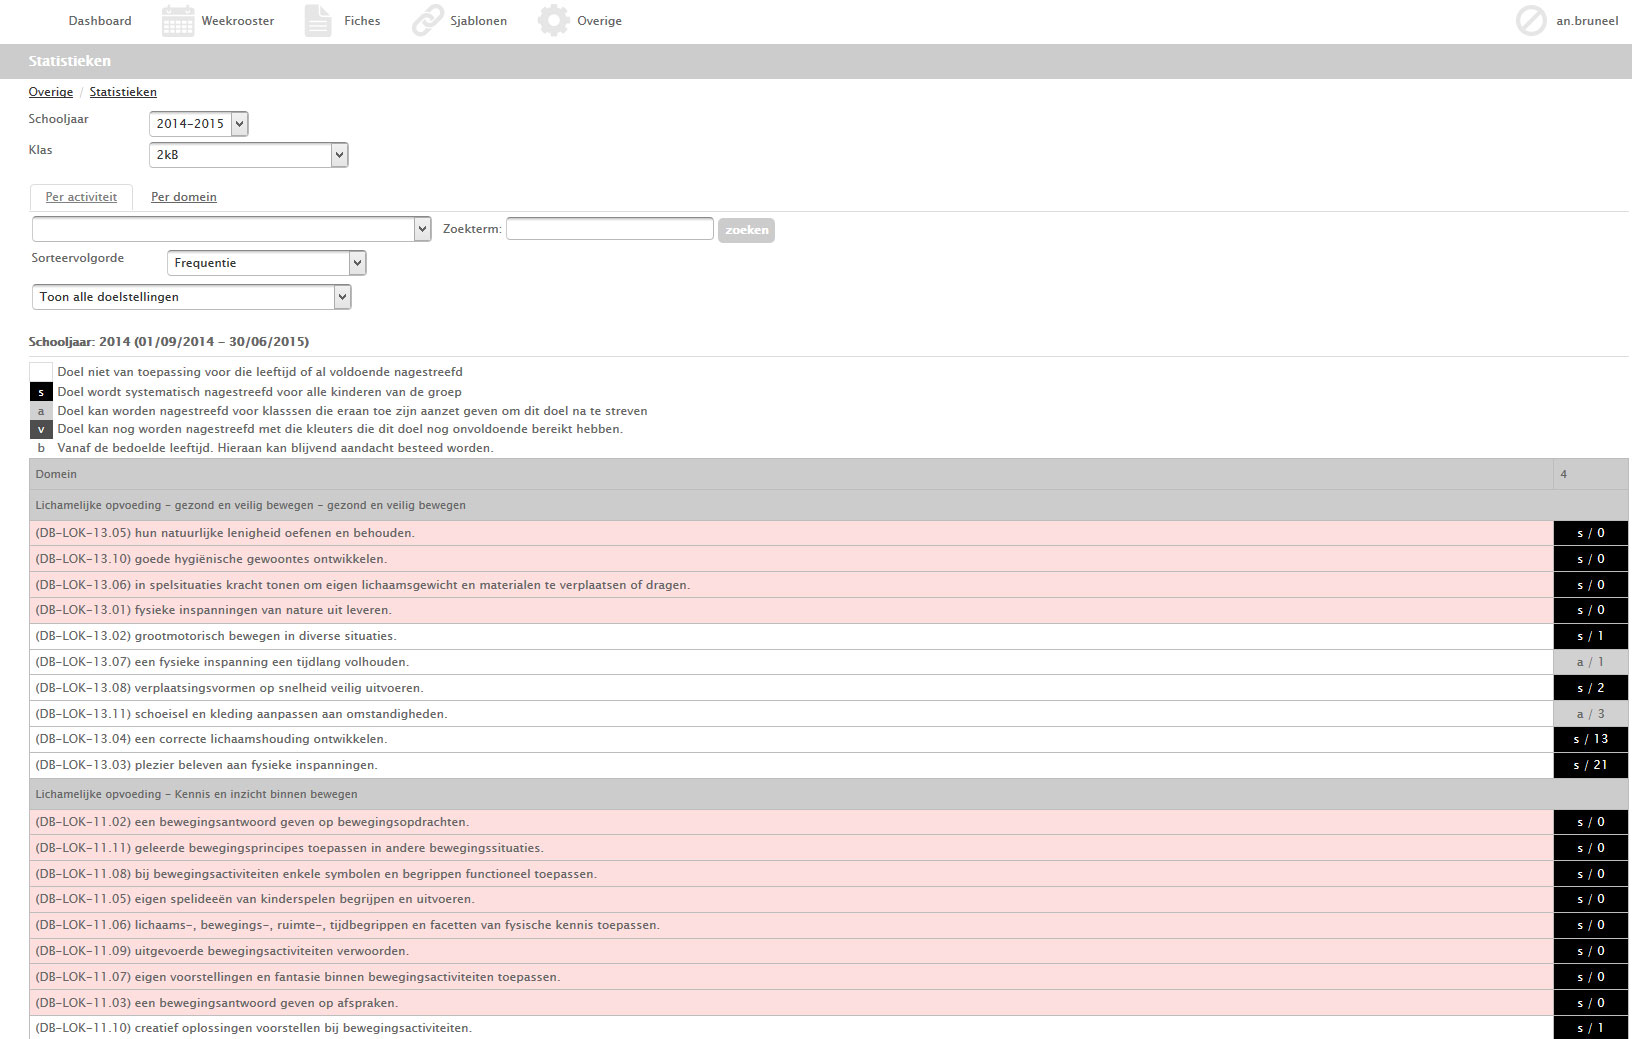 Dashboard Weekrooster Fiches Sjablonen Overige an.bruneel
Statistieken
Overige / Statistieken
Schooljaar 2014-2015
Klas 2kB
Per activiteit Per domein
Zoekterm: zoeken
Sorteervolgorde Frequentie
Toon alle doelstellingen
Schooljaar: 2014 (01/09/2014 - 30/06/2015)
Doel niet van toepassing voor die leeftijd of al voldoende nagestreefd
s Doel wordt systematisch nagestreefd voor alle kinderen van de groep
a Doel kan worden nagestreefd voor klasssen die eraan toe zijn aanzet geven om dit doel na te streven
v Doel kan nog worden nagestreefd met die kleuters die dit doel nog onvoldoende bereikt hebben.
b Vanaf de bedoelde leeftijd. Hieraan kan blijvend aandacht besteed worden.
Domein 4
Lichamelijke opvoeding - gezond en veilig bewegen - gezond en veilig bewegen
(DB-LOK-13.05) hun natuurlijke lenigheid oefenen en behouden. s / 0
(DB-LOK-13.10) goede hygiënische gewoontes ontwikkelen. s / 0
(DB-LOK-13.06) in spelsituaties kracht tonen om eigen lichaamsgewicht en materialen te verplaatsen of dragen. s / 0
(DB-LOK-13.01) fysieke inspanningen van nature uit leveren. s / 0
(DB-LOK-13.02) grootmotorisch bewegen in diverse situaties. s / 1
(DB-LOK-13.07) een fysieke inspanning een tijdlang volhouden. a / 1
(DB-LOK-13.08) verplaatsingsvormen op snelheid veilig uitvoeren. s / 2
(DB-LOK-13.11) schoeisel en kleding aanpassen aan omstandigheden. a / 3
(DB-LOK-13.04) een correcte lichaamshouding ontwikkelen. s / 13
(DB-LOK-13.03) plezier beleven aan fysieke inspanningen. s / 21
Lichamelijke opvoeding - Kennis en inzicht binnen bewegen
(DB-LOK-11.02) een bewegingsantwoord geven op bewegingsopdrachten. s / 0
(DB-LOK-11.11) geleerde bewegingsprincipes toepassen in andere bewegingssituaties. s / 0
(DB-LOK-11.08) bij bewegingsactiviteiten enkele symbolen en begrippen functioneel toepassen. s / 0
(DB-LOK-11.05) eigen spelideeën van kinderspelen begrijpen en uitvoeren. s / 0
(DB-LOK-11.06) lichaams-, bewegings-, ruimte-, tijdbegrippen en facetten van fysische kennis toepassen. s / 0
(DB-LOK-11.09) uitgevoerde bewegingsactiviteiten verwoorden. s / 0
(DB-LOK-11.07) eigen voorstellingen en fantasie binnen bewegingsactiviteiten toepassen. s / 0
(DB-LOK-11.03) een bewegingsantwoord geven op afspraken. s / 0
(DB-LOK-11.10) creatief oplossingen voorstellen bij bewegingsactiviteiten. s / 1